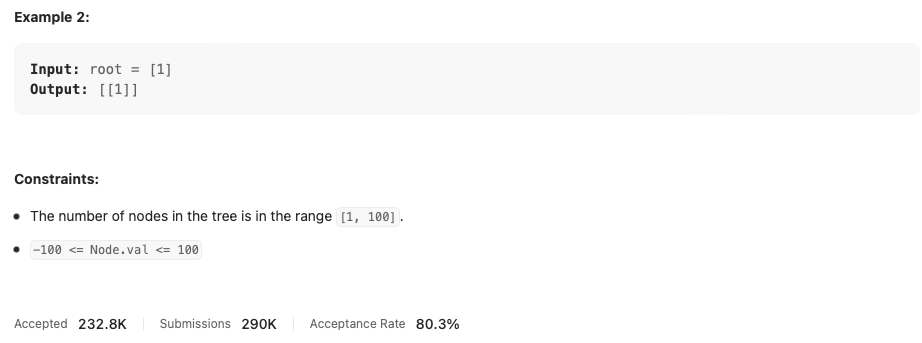 Example 2:
Input: root = [1]
Output: [[1]]
Constraints:
• The number of nodes in the tree is in the range [1, 100].
• -100 <= Node.val <= 100
Accepted 232.8K Submissions 290K Acceptance Rate 80.3%